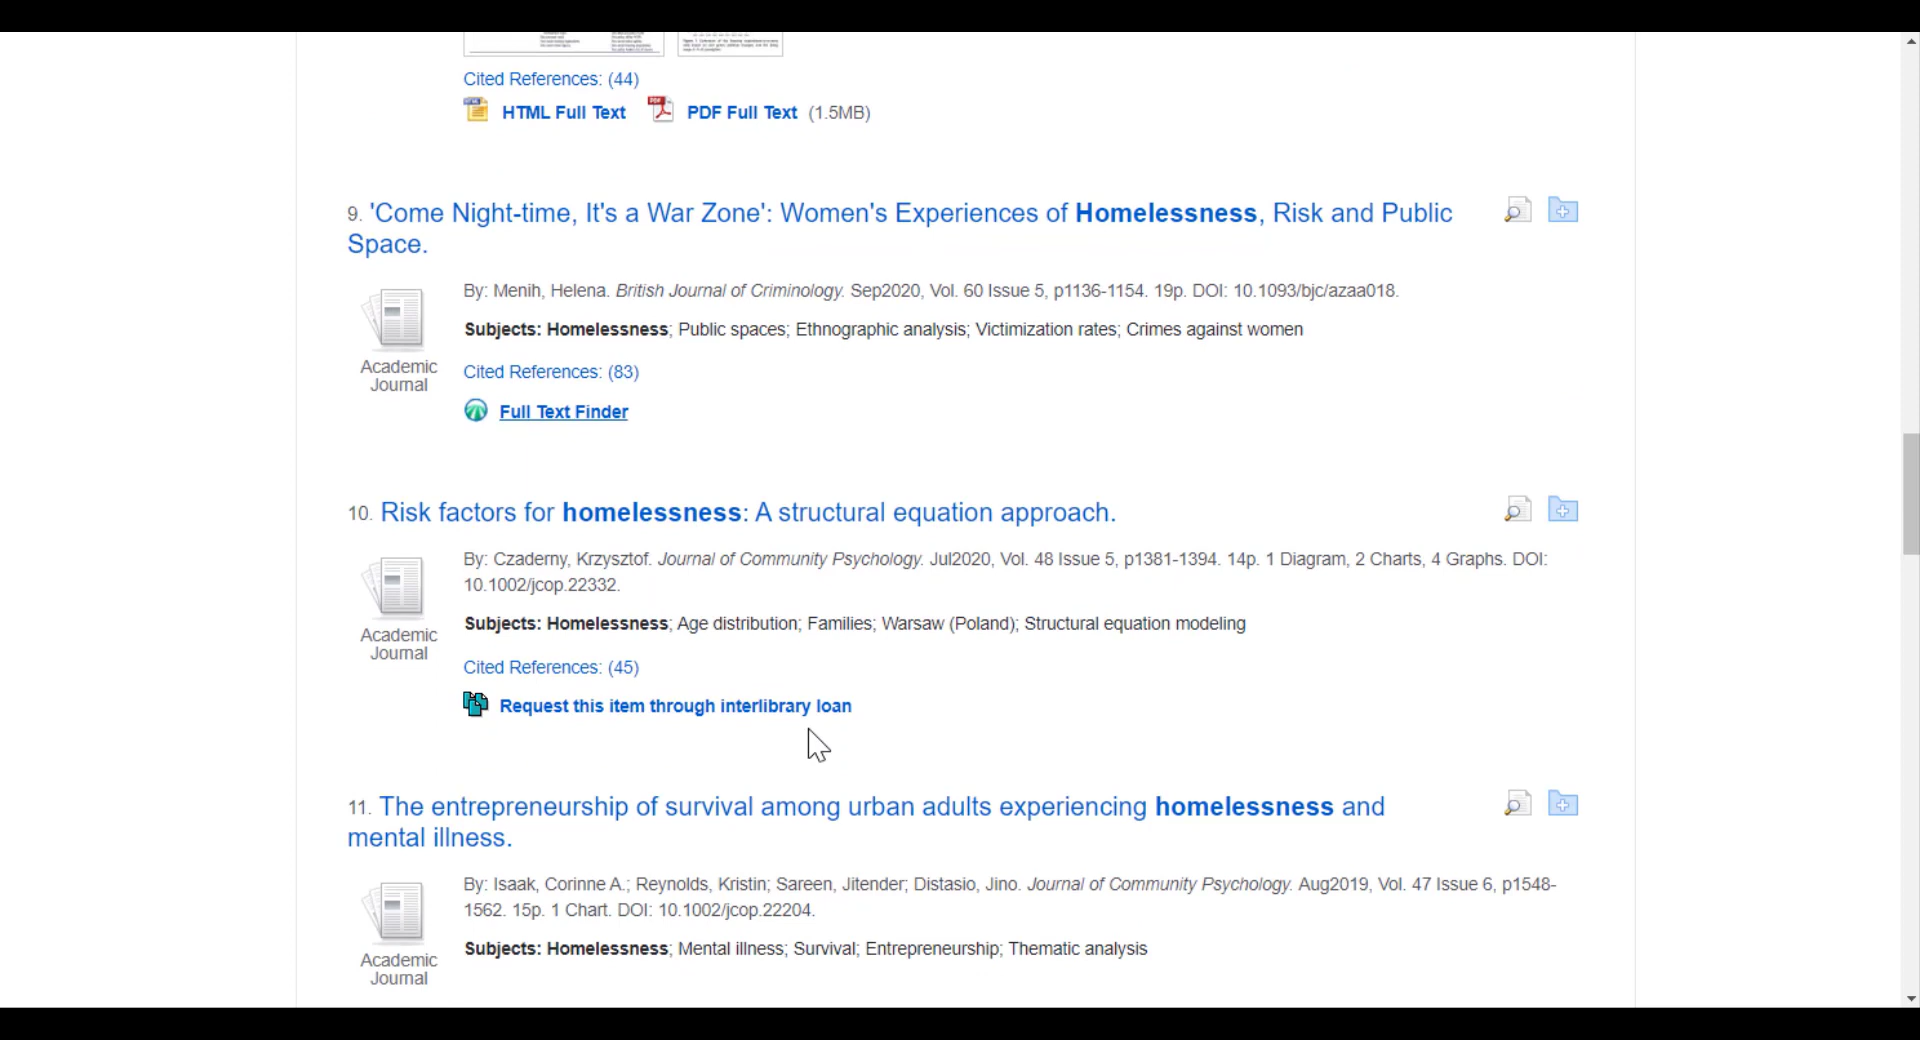 Cited References: (44)
HTML Full Text PDF Full Text (1.5MB)
9. 'Come Night-time, It's a War Zone': Women's Experiences of Homelessness, Risk and Public
Space.
By: Menih, Helena. British Journal of Criminology. Sep2020, Vol. 60 Issue 5, p1136-1154. 19p. DOI: 10.1093/bjc/azaa018.
Subjects: Homelessness; Public spaces; Ethnographic analysis; Victimization rates; Crimes against women
Academic
Journal
Cited References: (83)
Full Text Finder
10. Risk factors for homelessness: A structural equation approach.
By: Czaderny, Krzysztof. Journal of Community Psychology. Jul2020, Vol. 48 Issue 5, p1381-1394. 14p. 1 Diagram, 2 Charts, 4 Graphs. DOI:
10.1002/jcop.22332.
Subjects: Homelessness; Age distribution; Families; Warsaw (Poland); Structural equation modeling
Academic
Journal
Cited References: (45)
Request this item through interlibrary loan
11. The entrepreneurship of survival among urban adults experiencing homelessness and
mental illness.
By: Isaak, Corinne A.; Reynolds, Kristin; Sareen, Jitender; Distasio, Jino. Journal of Community Psychology. Aug2019, Vol. 47 Issue 6, p1548-
1562. 15p. 1 Chart. DOI: 10.1002/jcop.22204.
Subjects: Homelessness; Mental illness; Survival; Entrepreneurship; Thematic analysis
Academic
Journal